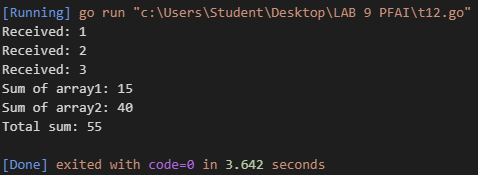 [Running] go run "c:\Users\Student\Desktop\LAB 9 PFAI\t12.go"
Received: 1
Received: 2
Received: 3
Sum of array1: 15
Sum of array2: 40
Total sum: 55
[Done] exited with code=0 in 3.642 seconds